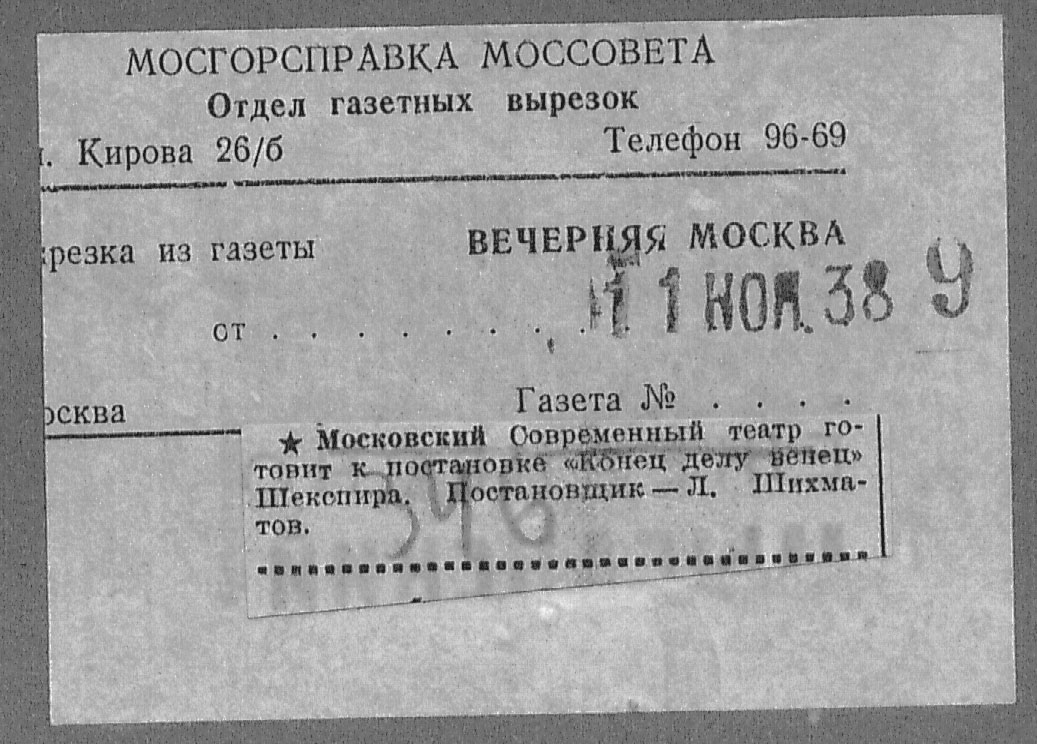 МОСГОРСПРАВКА МОССОВЕТА
Отдел газетных вырезок
Кирова 26/б Телефон 96-69
резка из газеты ВЕЧЕРНЯЯ МОСКВА
от . . . . . . . . 11 НОЯ. 38 У
осква Газета № . . . .
★ Московский Современный театр го-
товит к постановке «Конец делу венец»
Шекспира. Постановщик — Л. Шихма-
тов.
346